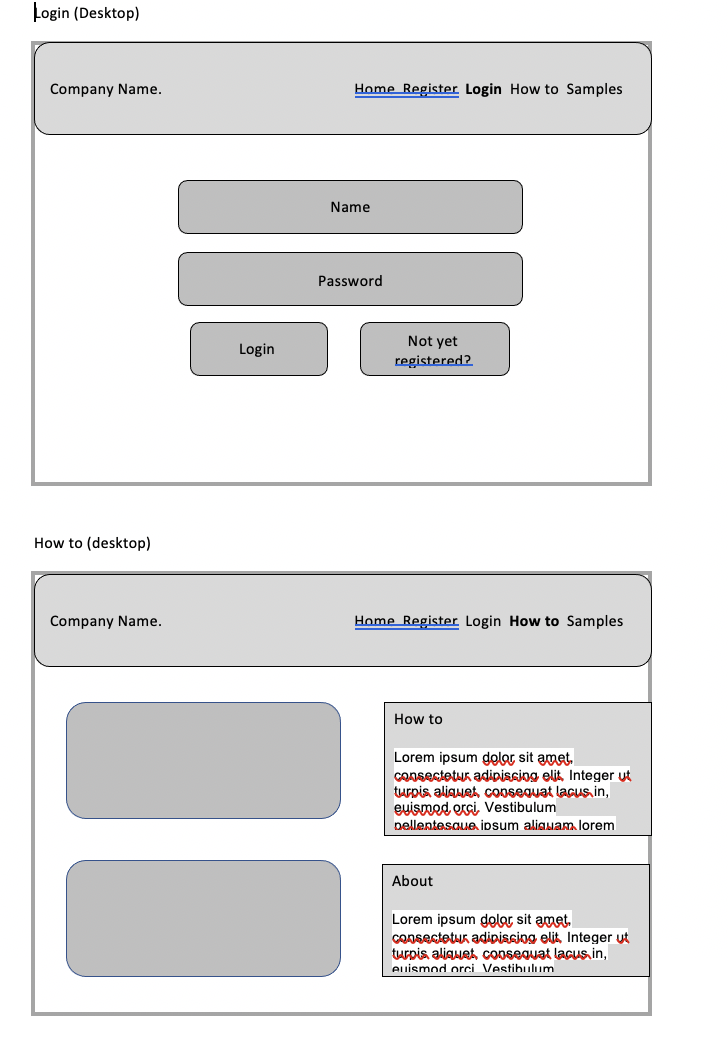 Login (Desktop)
Company Name.
Home Register Login How to Samples
Name
Password
Login
Not yet
registered?
How to (desktop)
Company Name.
Home Register Login How to Samples
How to
Lorem ipsum dolor sit amet,
consectetur adipiscing elit. Integer ut
turpis aliquet, consequat lacus in,
euismod orci. Vestibulum
pellentesque ipsum aliquam lorem
About
Lorem ipsum dolor sit amet,
consectetur adipiscing elit. Integer ut
turpis aliquet, consequat lacus in,
euismod orci. Vestibulum